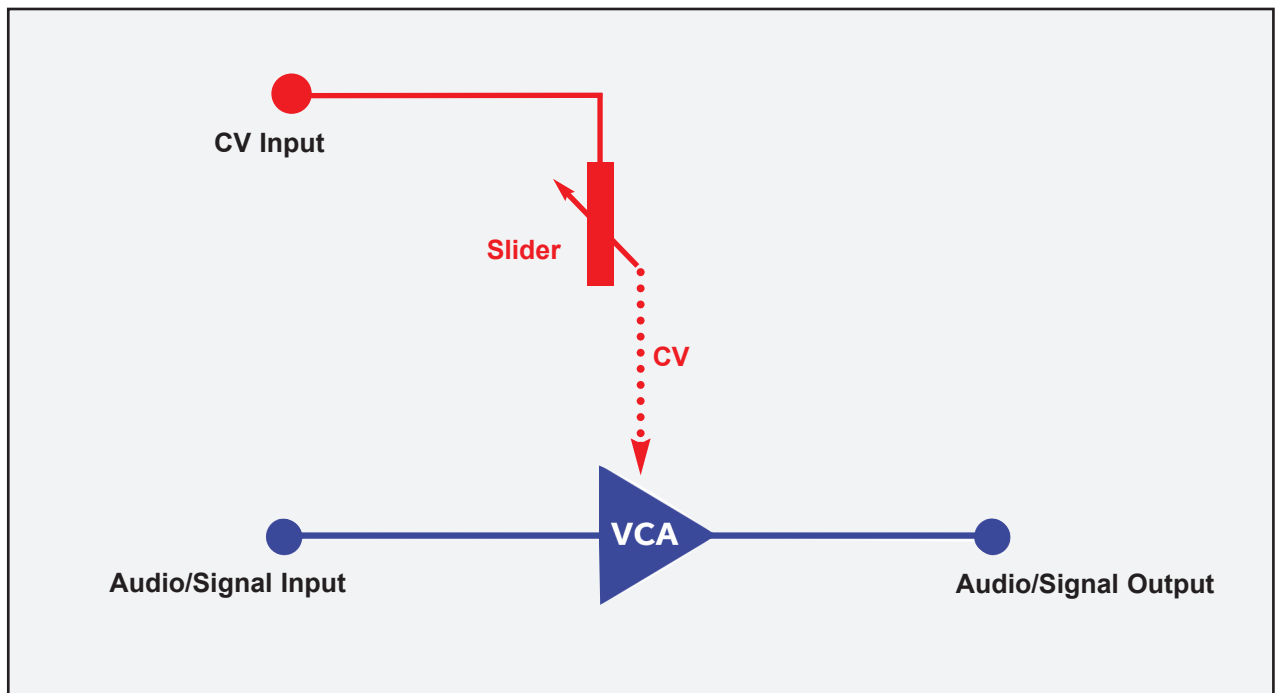 CV Input
Slider
CV
VCA
Audio/Signal Input
Audio/Signal Output